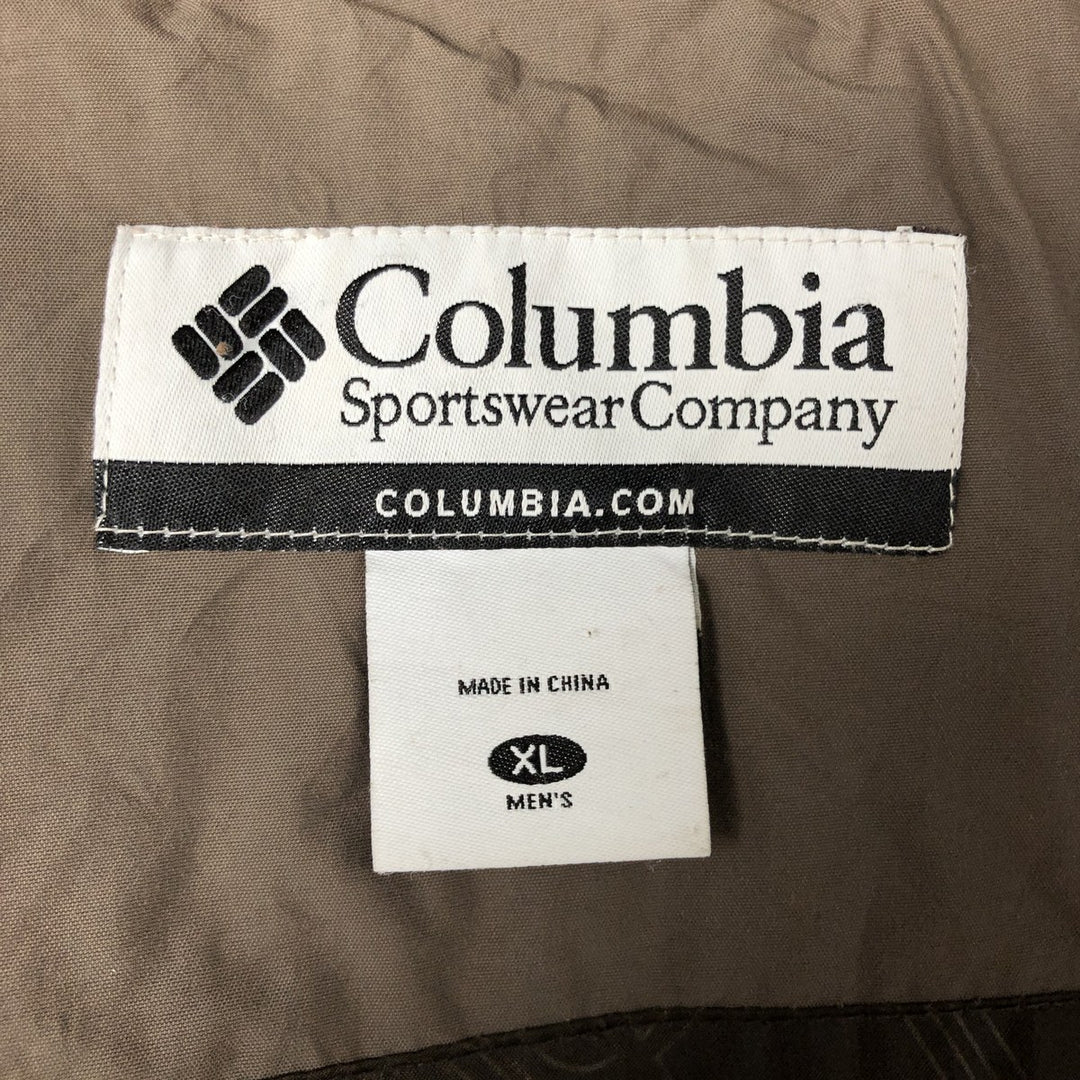 Columbia
Sportswear Company
COLUMBIA.COM
MADE IN CHINA
XL
MEN'S